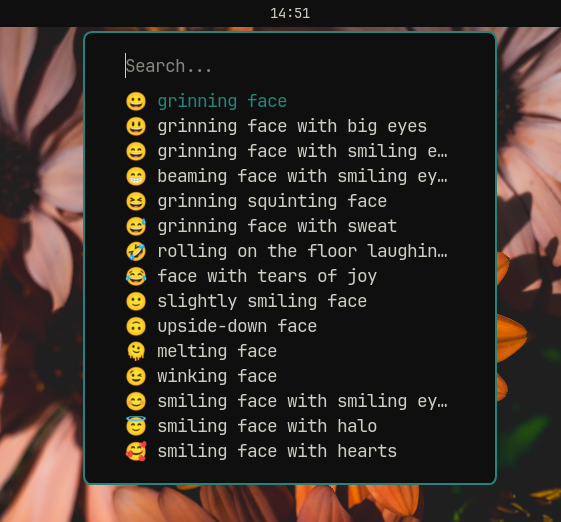 14:51
Search...
😀 grinning face
😃 grinning face with big eyes
😄 grinning face with smiling e…
😁 beaming face with smiling ey…
😆 grinning squinting face
😅 grinning face with sweat
🤣 rolling on the floor laughin…
😂 face with tears of joy
🙂 slightly smiling face
🙃 upside-down face
🫠 melting face
😉 winking face
😊 smiling face with smiling ey…
😇 smiling face with halo
🥰 smiling face with hearts